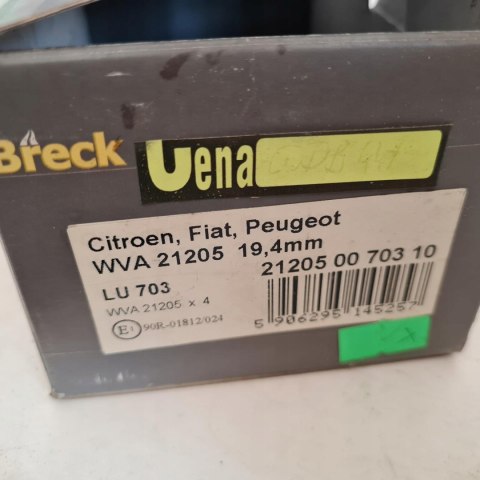 Breck
Cena
Citroen, Fiat, Peugeot
WVA 21205 19,4mm
21205 00 703 10
LU 703
WVA 21205 x 4
E1 90R-01812/024
5 906295 145257